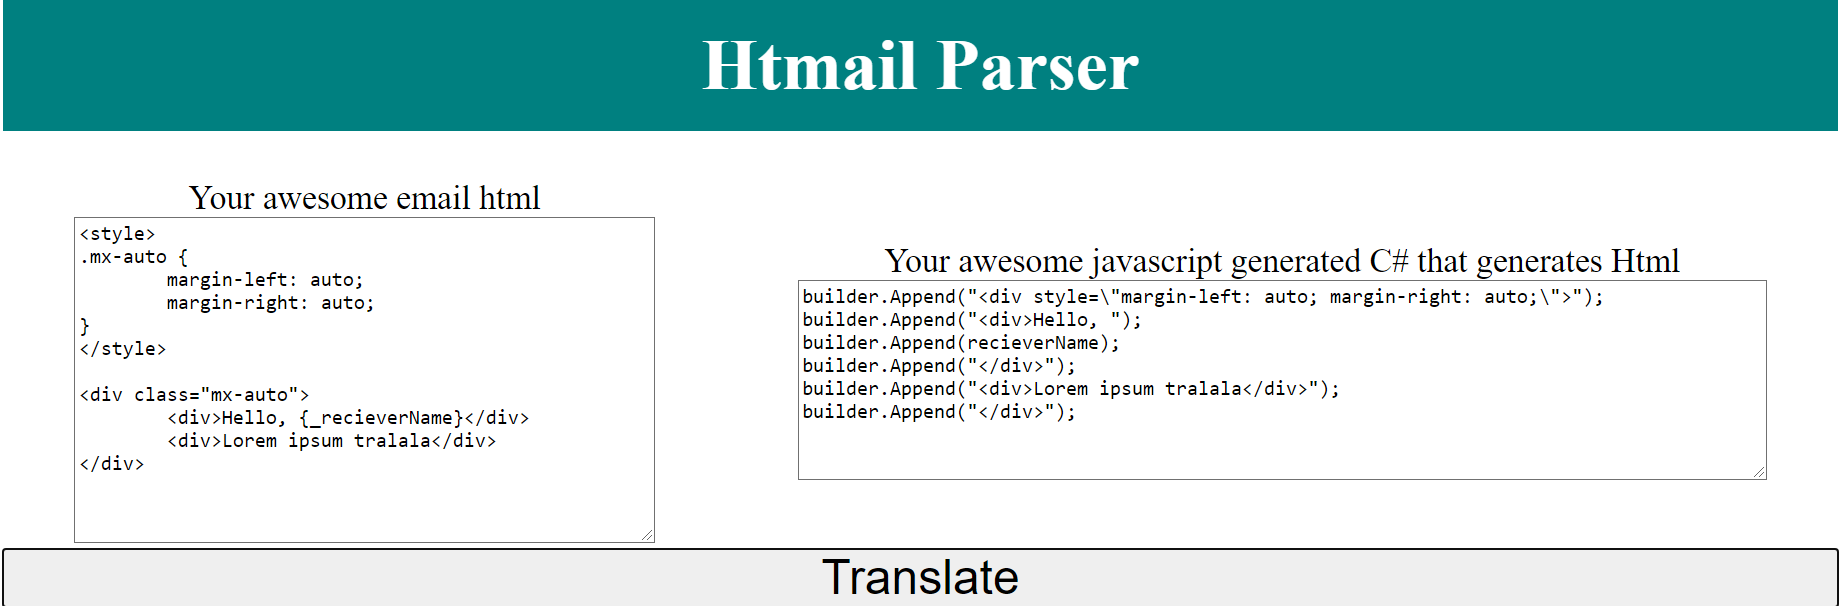 Htmail Parser
Your awesome email html
<style>
.mx-auto {
        margin-left: auto;
        margin-right: auto;
}
</style>

<div class="mx-auto">
        <div>Hello, {_recieverName}</div>
        <div>Lorem ipsum tralala</div>
</div>
Your awesome javascript generated C# that generates Html
builder.Append("<div style=\"margin-left: auto; margin-right: auto;\">");
builder.Append("<div>Hello, ");
builder.Append(recieverName);
builder.Append("</div>");
builder.Append("<div>Lorem ipsum tralala</div>");
builder.Append("</div>");
Translate